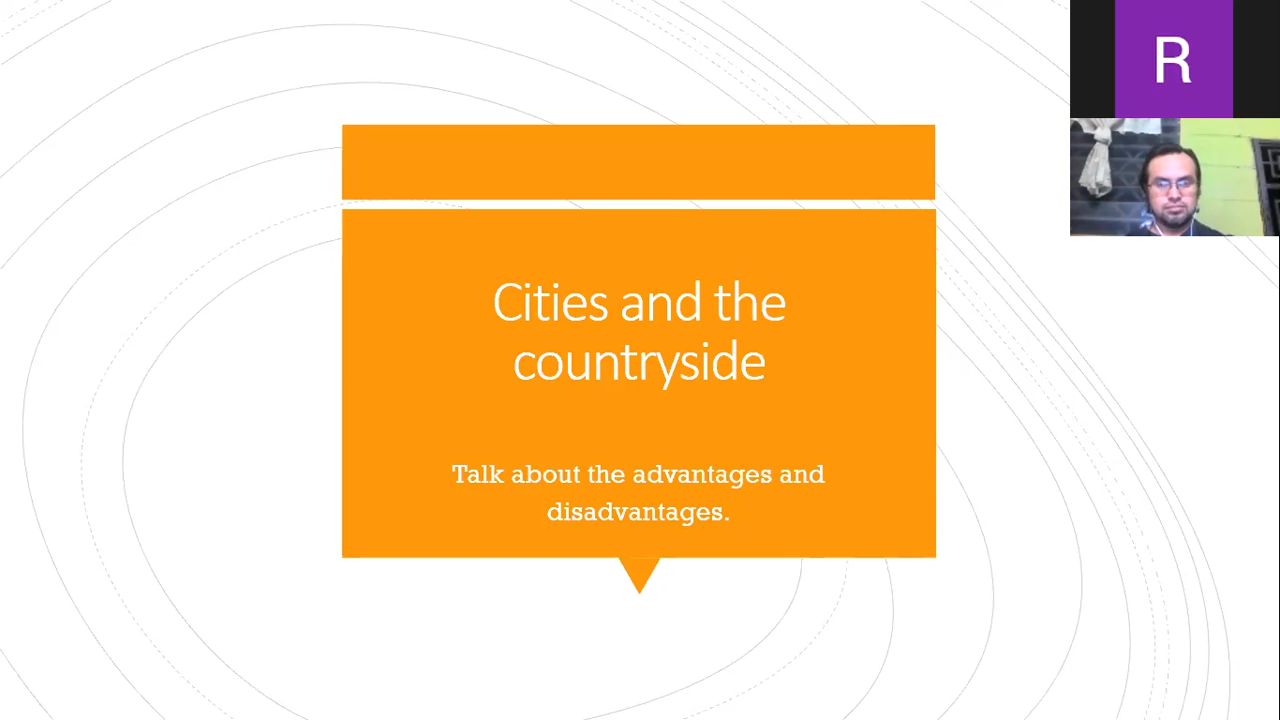 R
Cities and the
countryside
Talk about the advantages and
disadvantages.